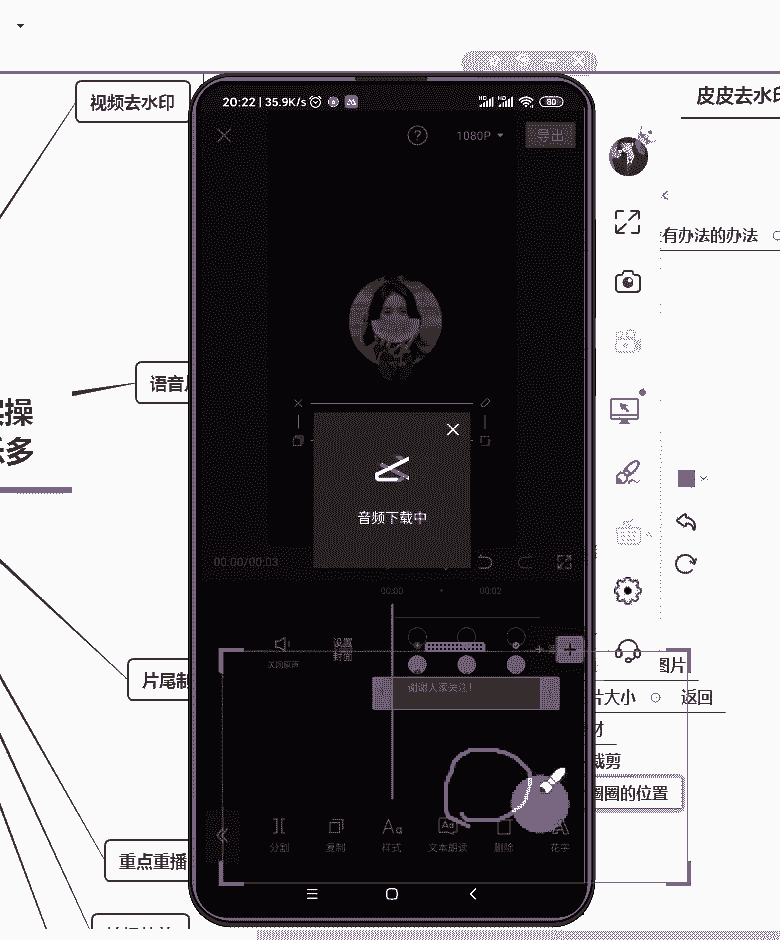 视频去水印
皮皮去水印
20:22 | 35.9K/s
80
1080P
导出
有办法的办法
语音
实操
乐多
音频下载中
00:00/00:03
00:00
00:02
关闭原声
设置
封面
谢谢大家关注！
图片
片大小
返回
材
裁剪
圈圈的位置
片尾制
分割
复制
样式
文本朗读
删除
花字
重点重播